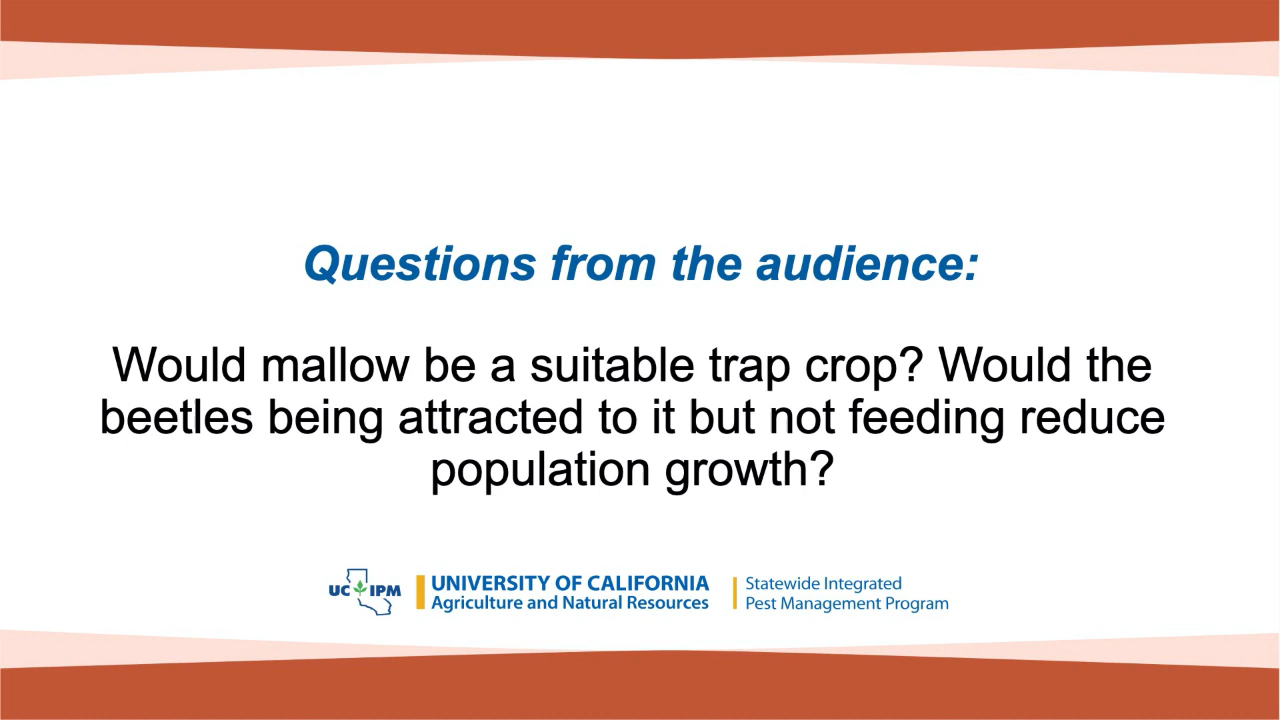 Questions from the audience:
Would mallow be a suitable trap crop? Would the
beetles being attracted to it but not feeding reduce
population growth?
UC IPM
UNIVERSITY OF CALIFORNIA
Agriculture and Natural Resources
Statewide Integrated
Pest Management Program